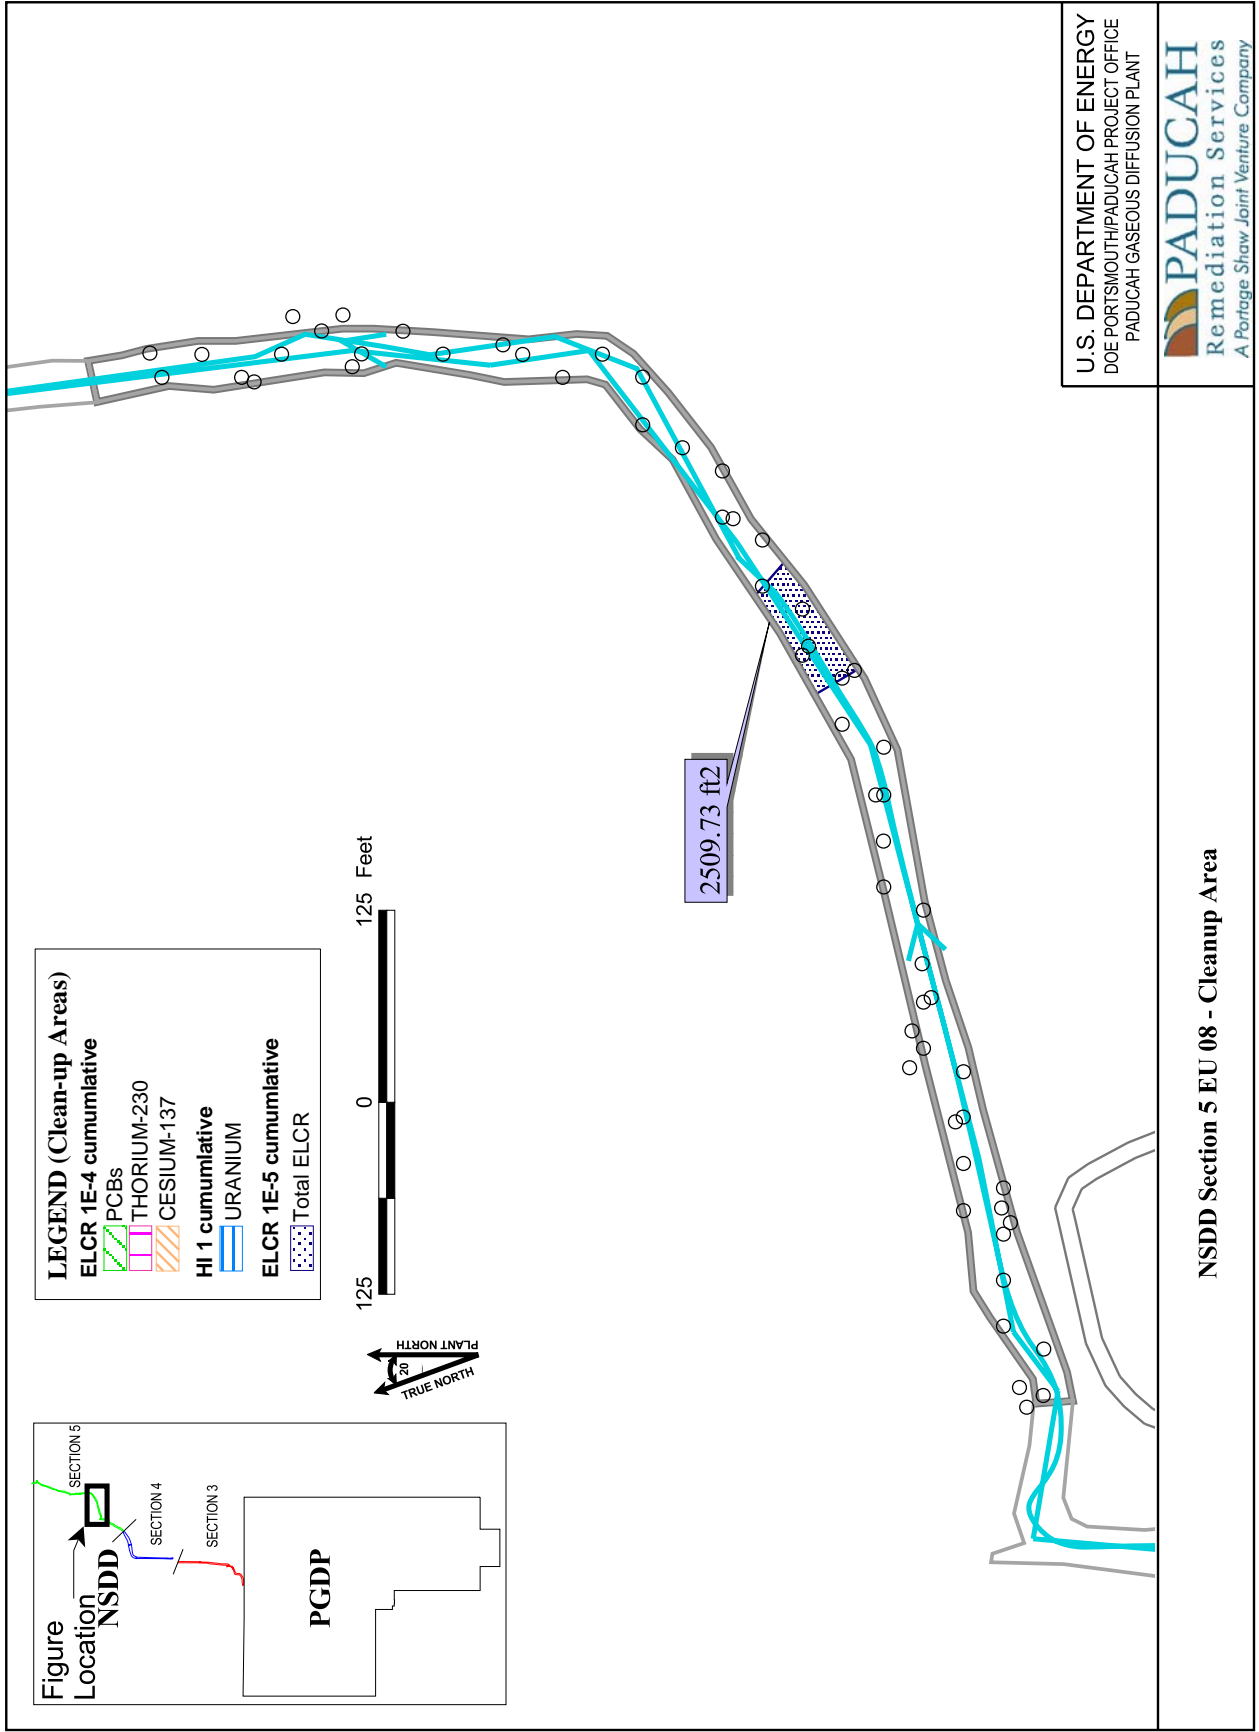 Figure
Location
NSDD
SECTION 5
SECTION 4
SECTION 3
PGDP
PLANT NORTH
TRUE NORTH
20
LEGEND (Clean-up Areas)
ELCR 1E-4 cumumlative
PCBs
THORIUM-230
CESIUM-137
HI 1 cumumlative
URANIUM
ELCR 1E-5 cumumlative
Total ELCR
125 0 125 Feet
2509.73 ft2
U.S. DEPARTMENT OF ENERGY
DOE PORTSMOUTH/PADUCAH PROJECT OFFICE
PADUCAH GASEOUS DIFFUSION PLANT
NSDD Section 5 EU 08 - Cleanup Area
PADUCAH
Remediation Services
A Portage Shaw Joint Venture Company